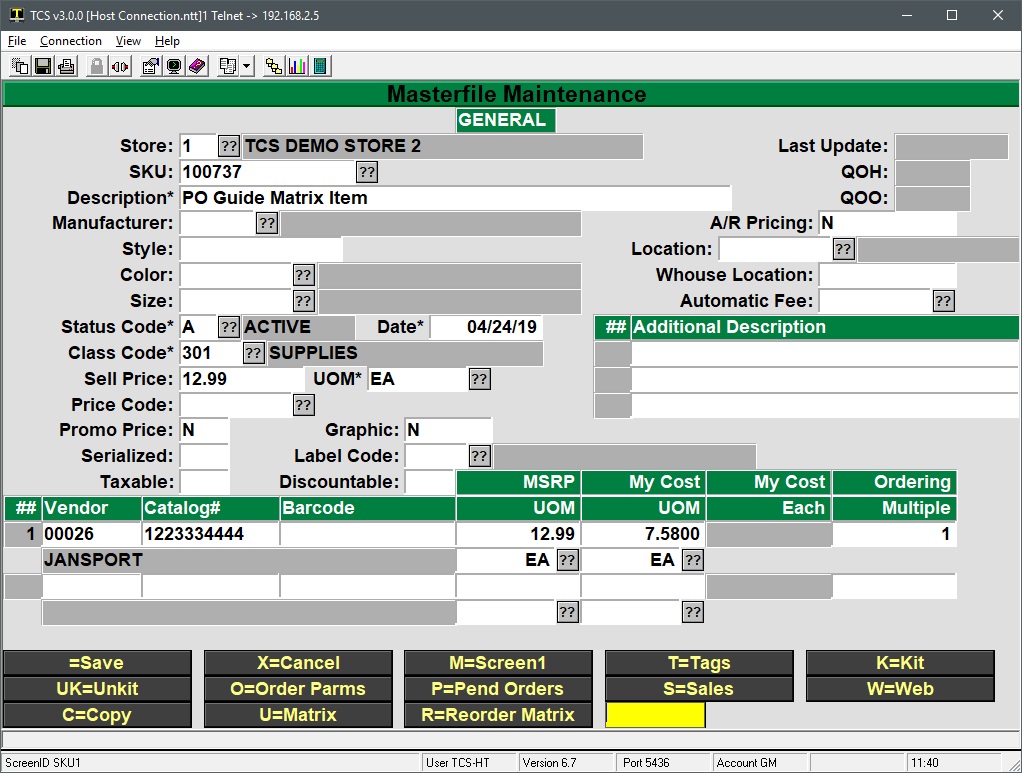 TCS v3.0.0 [Host Connection.ntt]1 Telnet -> 192.168.2.5
File Connection View Help
Masterfile Maintenance
GENERAL
Store: 1 ?? TCS DEMO STORE 2 Last Update:
SKU: 100737 ?? QOH:
Description* PO Guide Matrix Item QOO:
Manufacturer: ?? A/R Pricing: N
Style: Location: ??
Color: ?? Whouse Location:
Size: ?? Automatic Fee: ??
Status Code* A ?? ACTIVE Date* 04/24/19 ## Additional Description
Class Code* 301 ?? SUPPLIES
Sell Price: 12.99 UOM* EA ??
Price Code: ??
Promo Price: N Graphic: N
Serialized: Label Code: ??
Taxable: Discountable: MSRP My Cost My Cost Ordering
## Vendor Catalog# Barcode UOM UOM Each Multiple
1 00026 1223334444 12.99 7.5800 1
JANSPORT EA ?? EA ??
?? ??
=Save X=Cancel M=Screen1 T=Tags K=Kit
UK=Unkit O=Order Parms P=Pend Orders S=Sales W=Web
C=Copy U=Matrix R=Reorder Matrix
ScreenID SKU1 User TCS-HT Version 6.7 Port 5436 Account GM 11:40